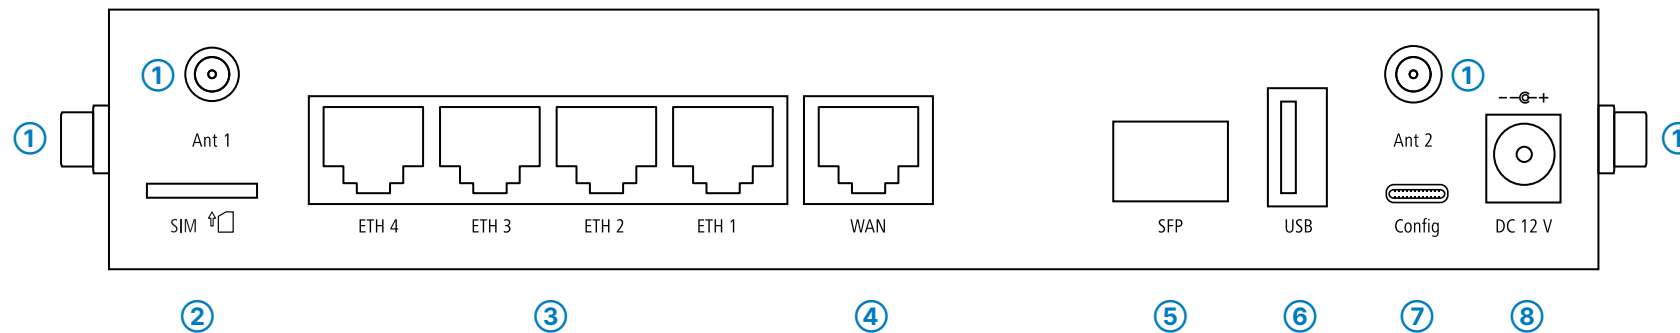 ① ①
Ant 1 Ant 2
① ①
SIM ETH 4 ETH 3 ETH 2 ETH 1 WAN SFP USB Config DC 12 V
② ③ ④ ⑤ ⑥ ⑦ ⑧